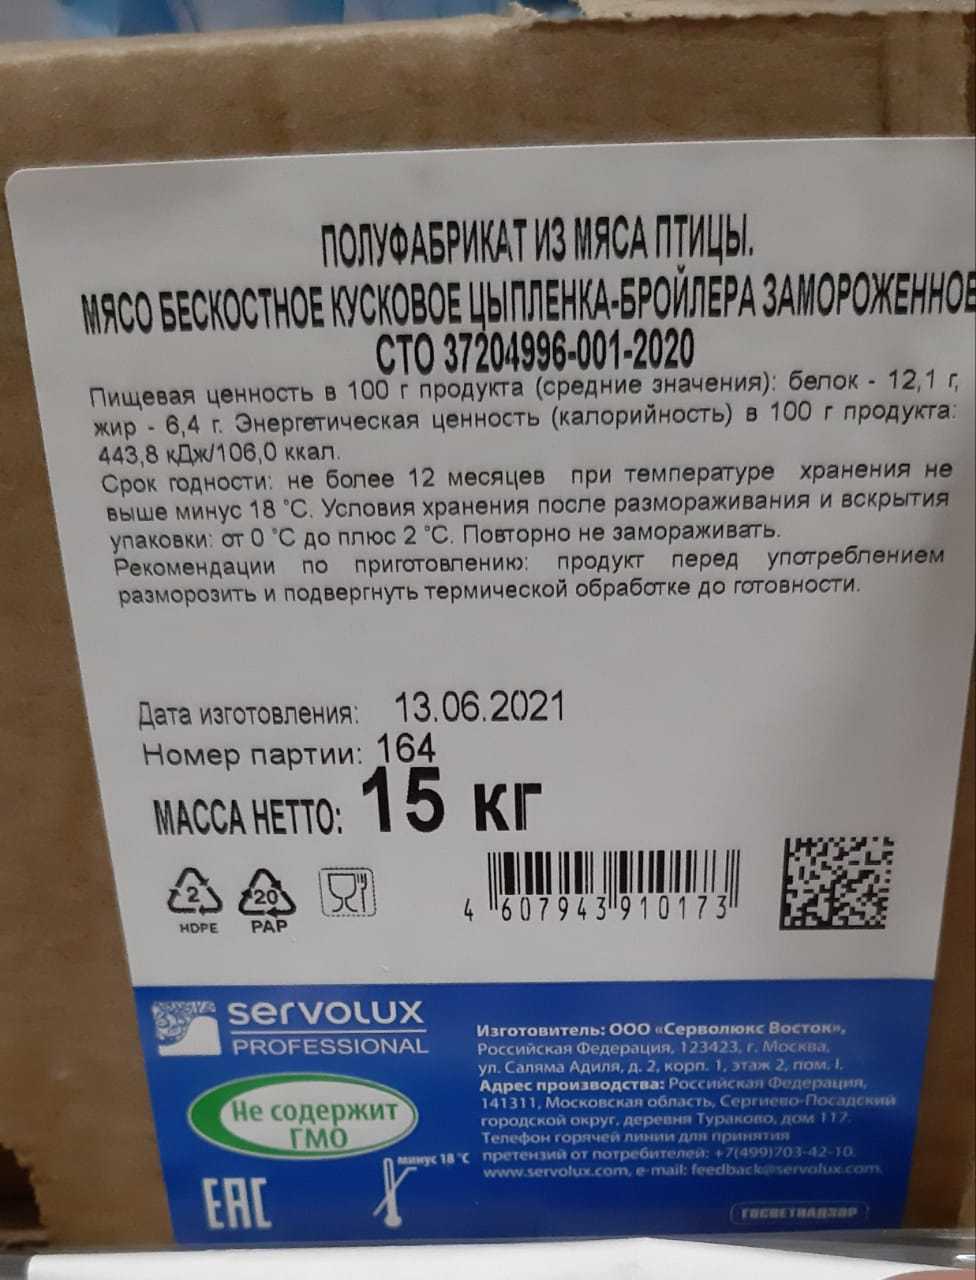 ПОЛУФАБРИКАТ ИЗ МЯСА ПТИЦЫ.
МЯСО БЕСКОСТНОЕ КУСКОВОЕ ЦЫПЛЕНКА-БРОЙЛЕРА ЗАМОРОЖЕННОЕ
СТО 37204996-001-2020
Пищевая ценность в 100 г продукта (средние значения): белок - 12,1 г,
жир - 6,4 г. Энергетическая ценность (калорийность) в 100 г продукта:
443,8 кДж/106,0 ккал.
Срок годности: не более 12 месяцев при температуре хранения не
выше минус 18 °С. Условия хранения после размораживания и вскрытия
упаковки: от 0 °С до плюс 2 °С. Повторно не замораживать.
Рекомендации по приготовлению: продукт перед употреблением
разморозить и подвергнуть термической обработке до готовности.
Дата изготовления: 13.06.2021
Номер партии: 164
МАССА НЕТТО: 15 кг
2 HDPE
20 PAP
4 607943 910173
servolux
PROFESSIONAL
Не содержит
ГМО
минус 18 °С
EAC
Изготовитель: ООО «Серволюкс Восток»,
Российская Федерация, 123423, г. Москва,
ул. Саляма Адиля, д. 2, корп. 1, этаж 2, пом. I.
Адрес производства: Российская Федерация,
141311, Московская область, Сергиево-Посадский
городской округ, деревня Тураково, дом 117.
Телефон горячей линии для принятия
претензий от потребителей: +7(499)703-42-10.
www.servolux.com, e-mail: feedback@servolux.com.
ГОСВЕТНАДЗОР